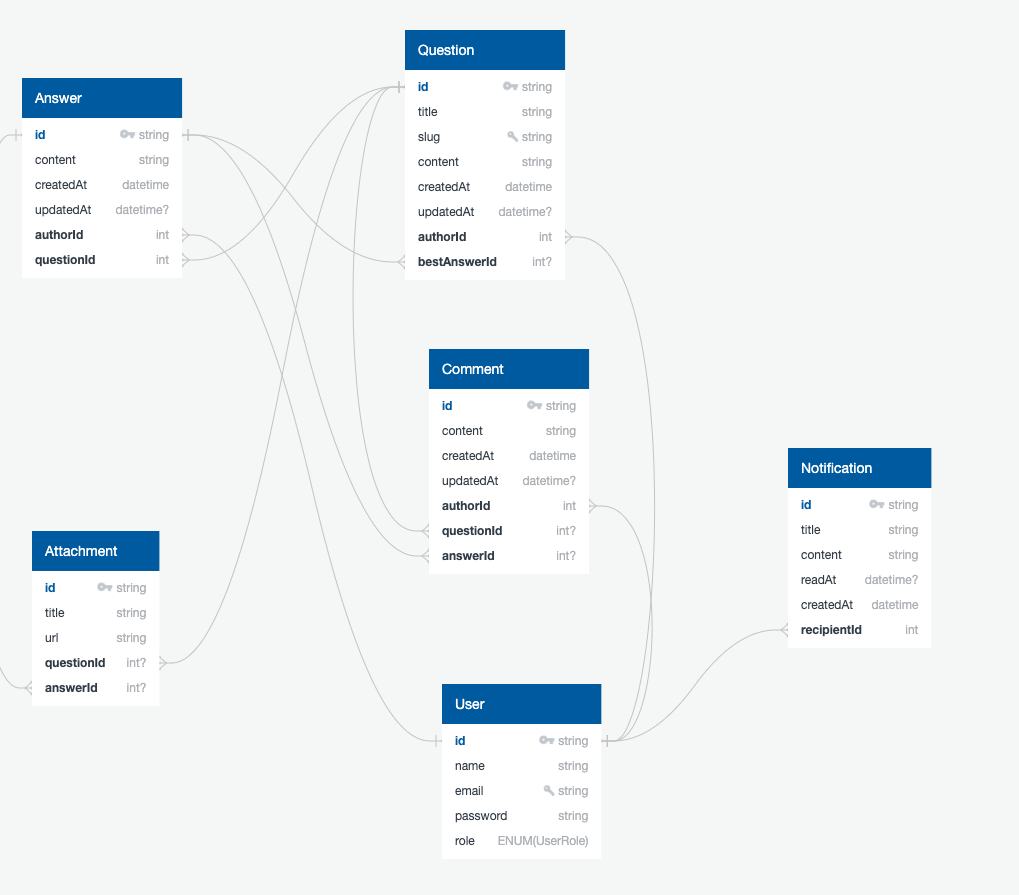 Question
id string
title string
slug string
content string
createdAt datetime
updatedAt datetime?
authorId int
bestAnswerId int?
Answer
id string
content string
createdAt datetime
updatedAt datetime?
authorId int
questionId int
Comment
id string
content string
createdAt datetime
updatedAt datetime?
authorId int
questionId int?
answerId int?
Notification
id string
title string
content string
readAt datetime?
createdAt datetime
recipientId int
Attachment
id string
title string
url string
questionId int?
answerId int?
User
id string
name string
email string
password string
role ENUM(UserRole)